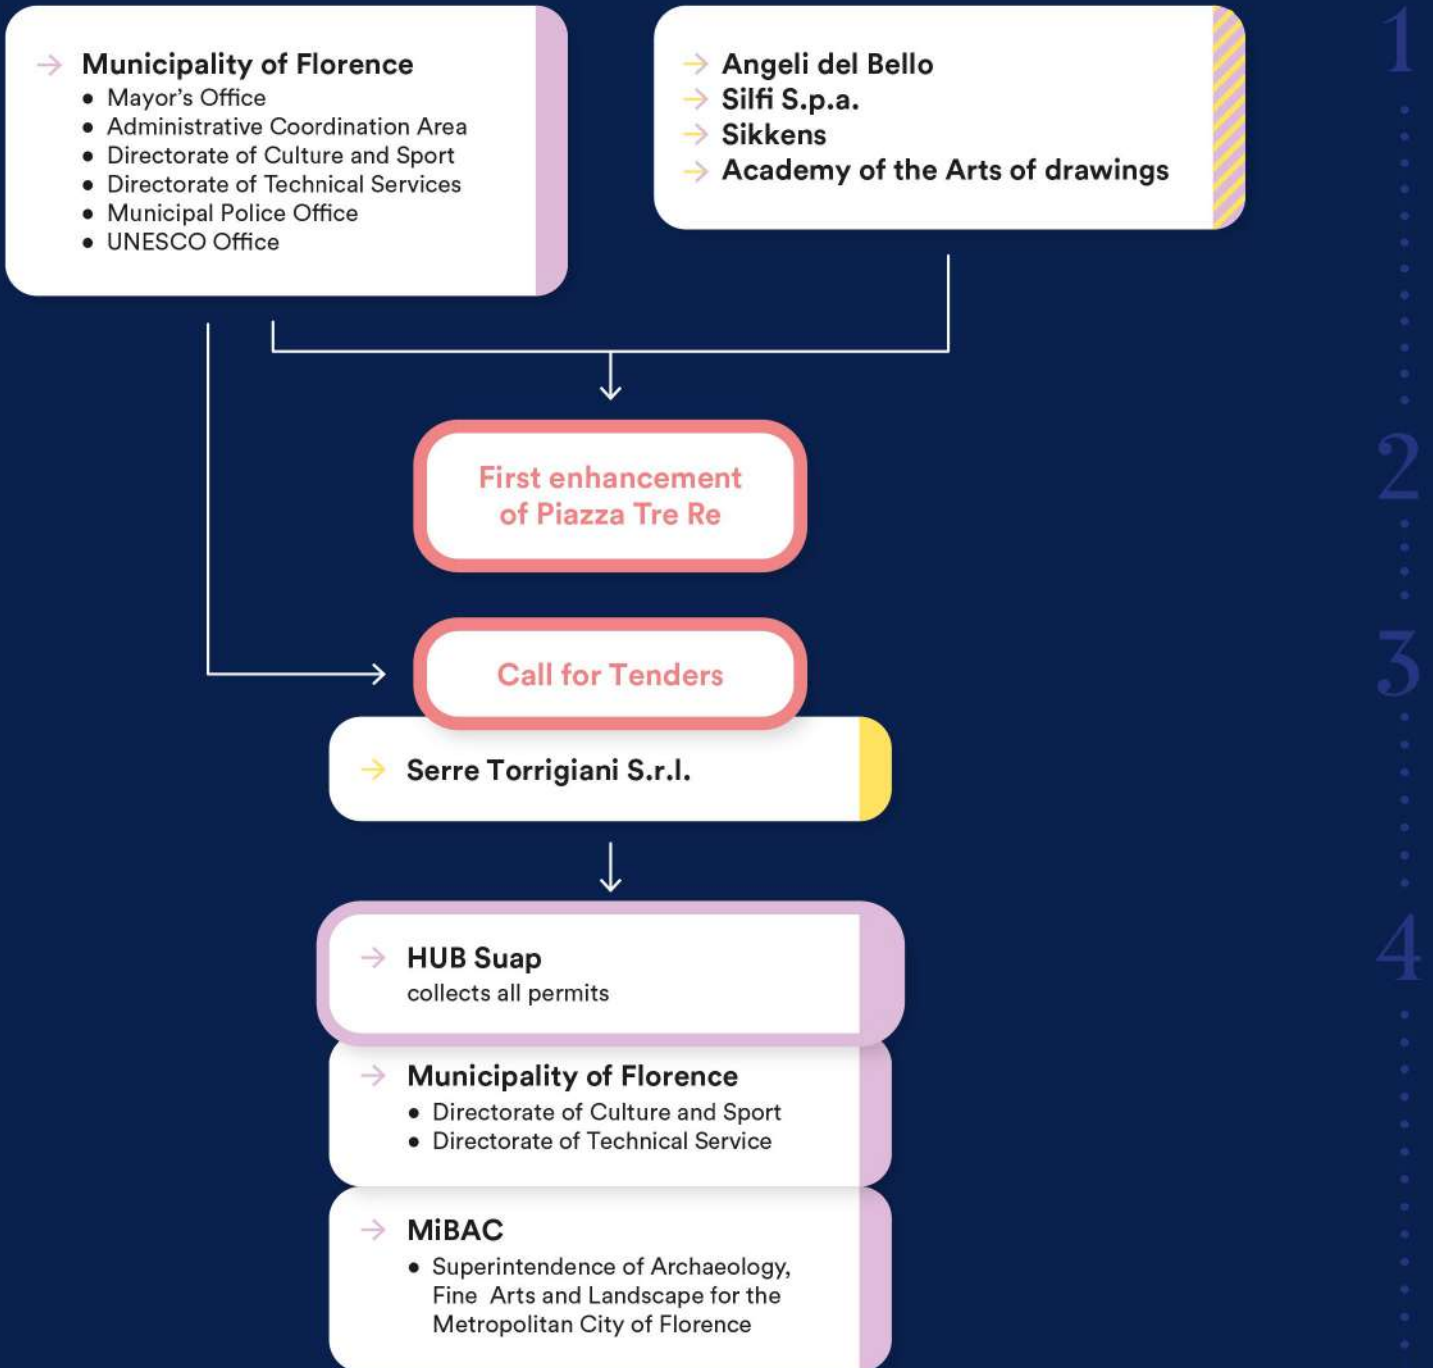 → Municipality of Florence
• Mayor's Office
• Administrative Coordination Area
• Directorate of Culture and Sport
• Directorate of Technical Services
• Municipal Police Office
• UNESCO Office
→ Angeli del Bello
→ Silfi S.p.a.
→ Sikkens
→ Academy of the Arts of drawings
1
First enhancement
of Piazza Tre Re
2
Call for Tenders
3
→ Serre Torrigiani S.r.l.
→ HUB Suap
collects all permits
4
→ Municipality of Florence
• Directorate of Culture and Sport
• Directorate of Technical Service
→ MiBAC
• Superintendence of Archaeology,
Fine Arts and Landscape for the
Metropolitan City of Florence